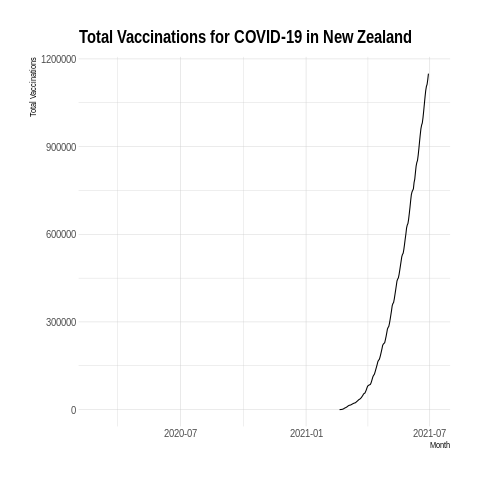 Total Vaccinations for COVID-19 in New Zealand
Total Vaccinations
1200000
900000
600000
300000
0
2020-07 2021-01 2021-07
Month